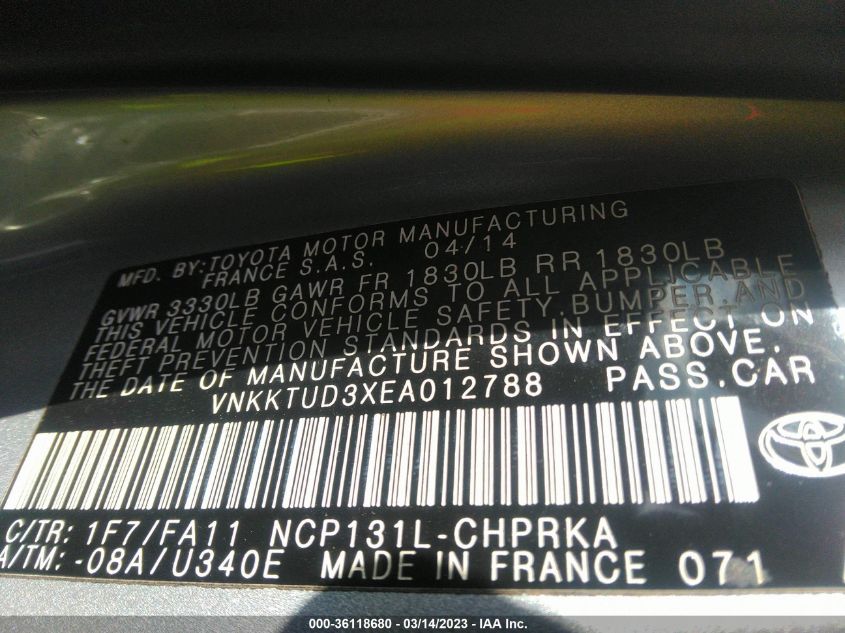 MFD. BY: TOYOTA MOTOR MANUFACTURING
FRANCE S.A.S. 04/14
GVWR 3330LB GAWR FR 1830LB RR 1830LB
THIS VEHICLE CONFORMS TO ALL APPLICABLE
FEDERAL MOTOR VEHICLE SAFETY, BUMPER, AND
THEFT PREVENTION STANDARDS IN EFFECT ON
THE DATE OF MANUFACTURE SHOWN ABOVE.
VNKKTUD3XEA012788 PASS.CAR
C/TR: 1F7/FA11 NCP131L-CHPRKA
A/TM: -08A/U340E MADE IN FRANCE 071
000-36118680 - 03/14/2023 - IAA Inc.